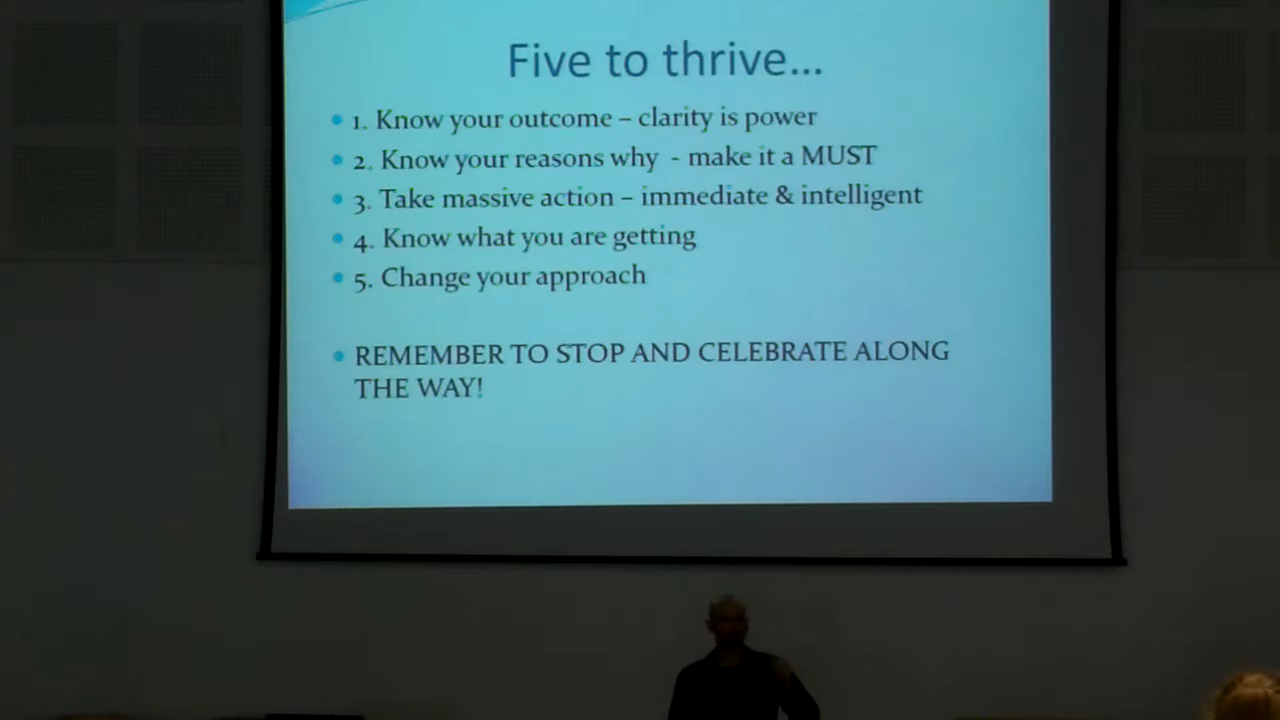 Five to thrive...
1. Know your outcome – clarity is power
2. Know your reasons why - make it a MUST
3. Take massive action – immediate & intelligent
4. Know what you are getting
5. Change your approach
REMEMBER TO STOP AND CELEBRATE ALONG
THE WAY!